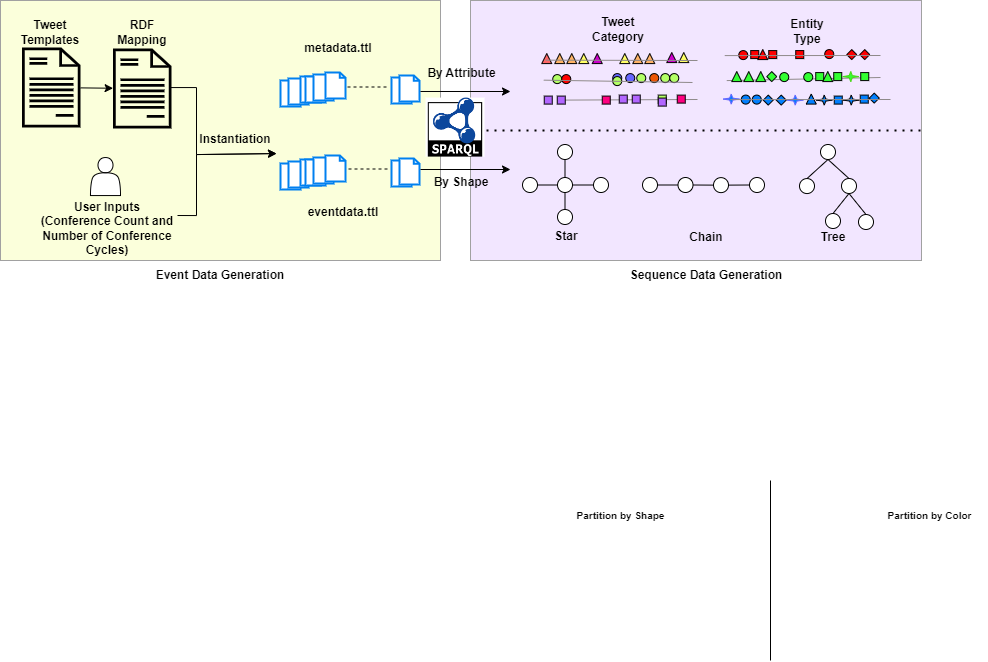 Tweet
Templates
RDF
Mapping
metadata.ttl
Instantiation
User Inputs
(Conference Count and
Number of Conference
Cycles)
eventdata.ttl
Event Data Generation
By Attribute
SPARQL
By Shape
Tweet
Category
Entity
Type
Star
Chain
Tree
Sequence Data Generation
Partition by Shape
Partition by Color